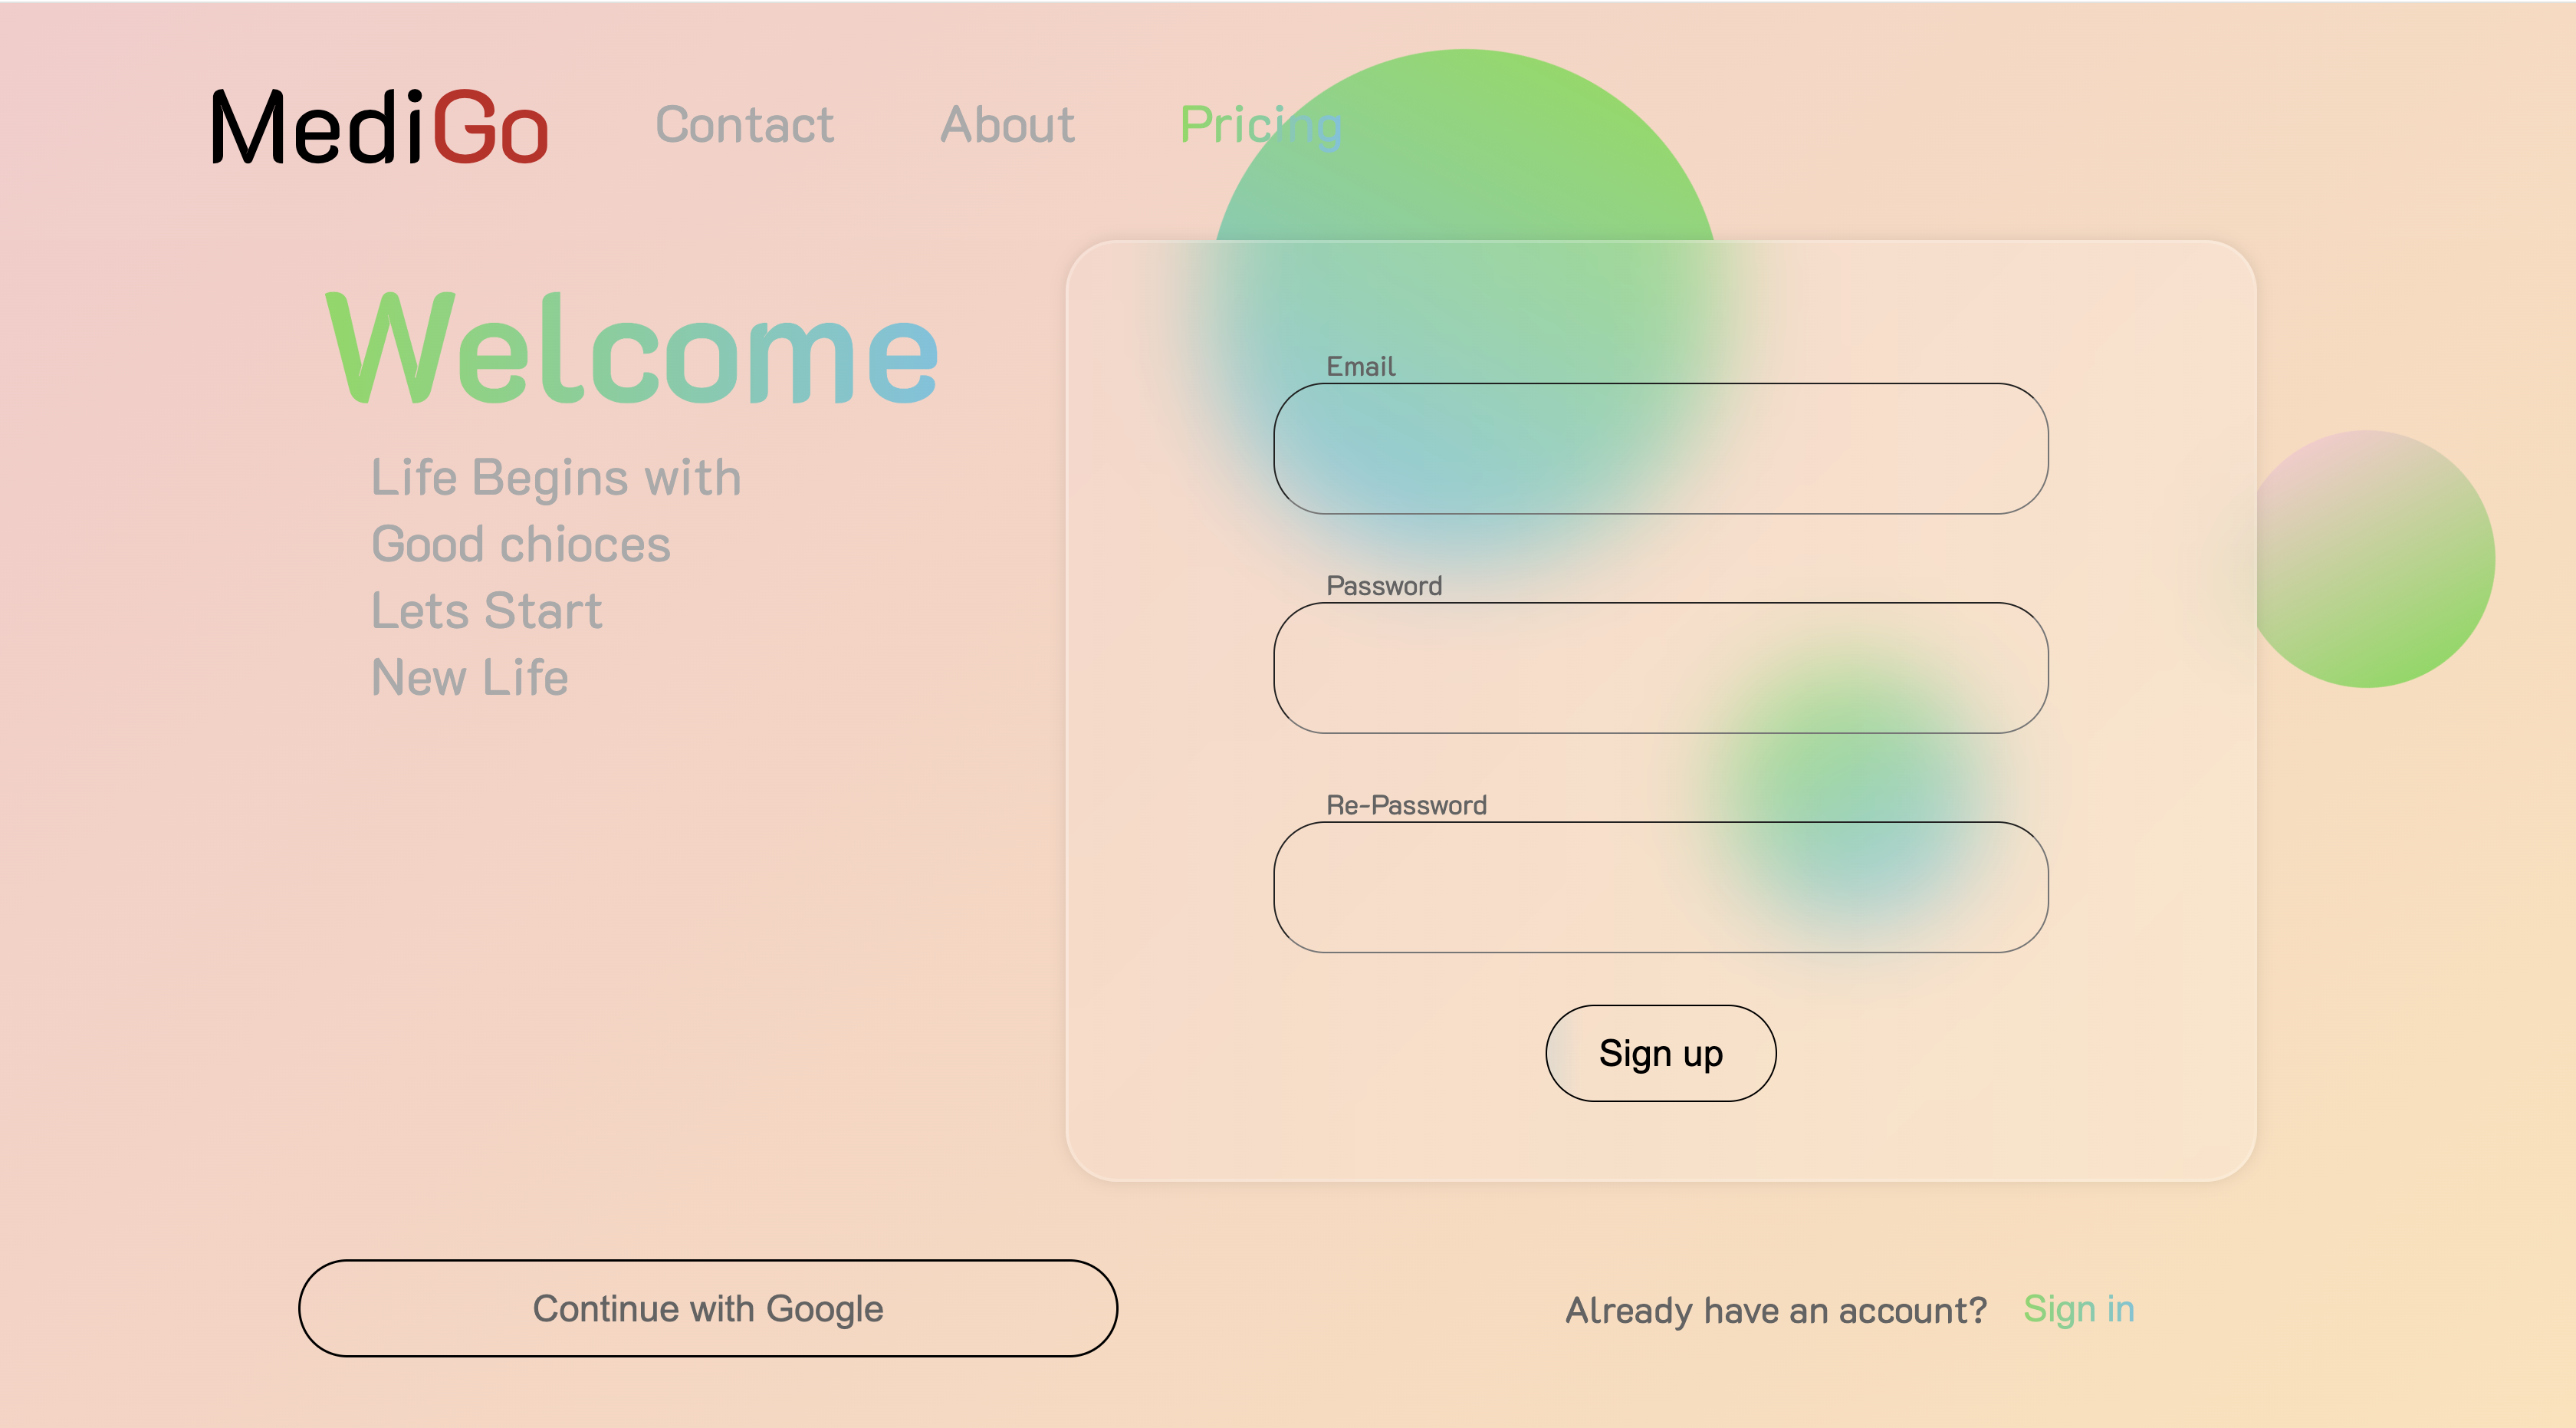 MediGo Contact About Pricing
Welcome
Life Begins with
Good chioces
Lets Start
New Life
Email
Password
Re-Password
Sign up
Continue with Google
Already have an account? Sign in